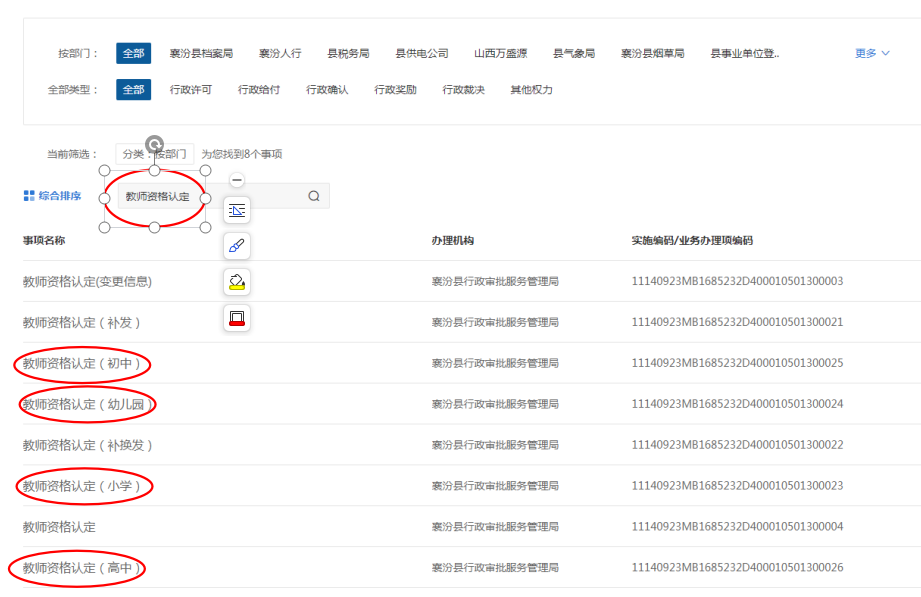 按部门： 全部 襄汾县档案局 襄汾人行 县税务局 县供电公司 山西万盛源 县气象局 襄汾县烟草局 县事业单位登.. 更多
全部类型： 全部 行政许可 行政给付 行政确认 行政奖励 行政裁决 其他权力
当前筛选： 分类：按部门 为您找到8个事项
综合排序 教师资格认定
事项名称 办理机构 实施编码/业务办理项编码
教师资格认定(变更信息) 襄汾县行政审批服务管理局 11140923MB1685232D400010501300003
教师资格认定（补发） 襄汾县行政审批服务管理局 11140923MB1685232D400010501300021
教师资格认定（初中） 襄汾县行政审批服务管理局 11140923MB1685232D400010501300025
教师资格认定（幼儿园） 襄汾县行政审批服务管理局 11140923MB1685232D400010501300024
教师资格认定（补换发） 襄汾县行政审批服务管理局 11140923MB1685232D400010501300022
教师资格认定（小学） 襄汾县行政审批服务管理局 11140923MB1685232D400010501300023
教师资格认定 襄汾县行政审批服务管理局 11140923MB1685232D400010501300004
教师资格认定（高中） 襄汾县行政审批服务管理局 11140923MB1685232D400010501300026